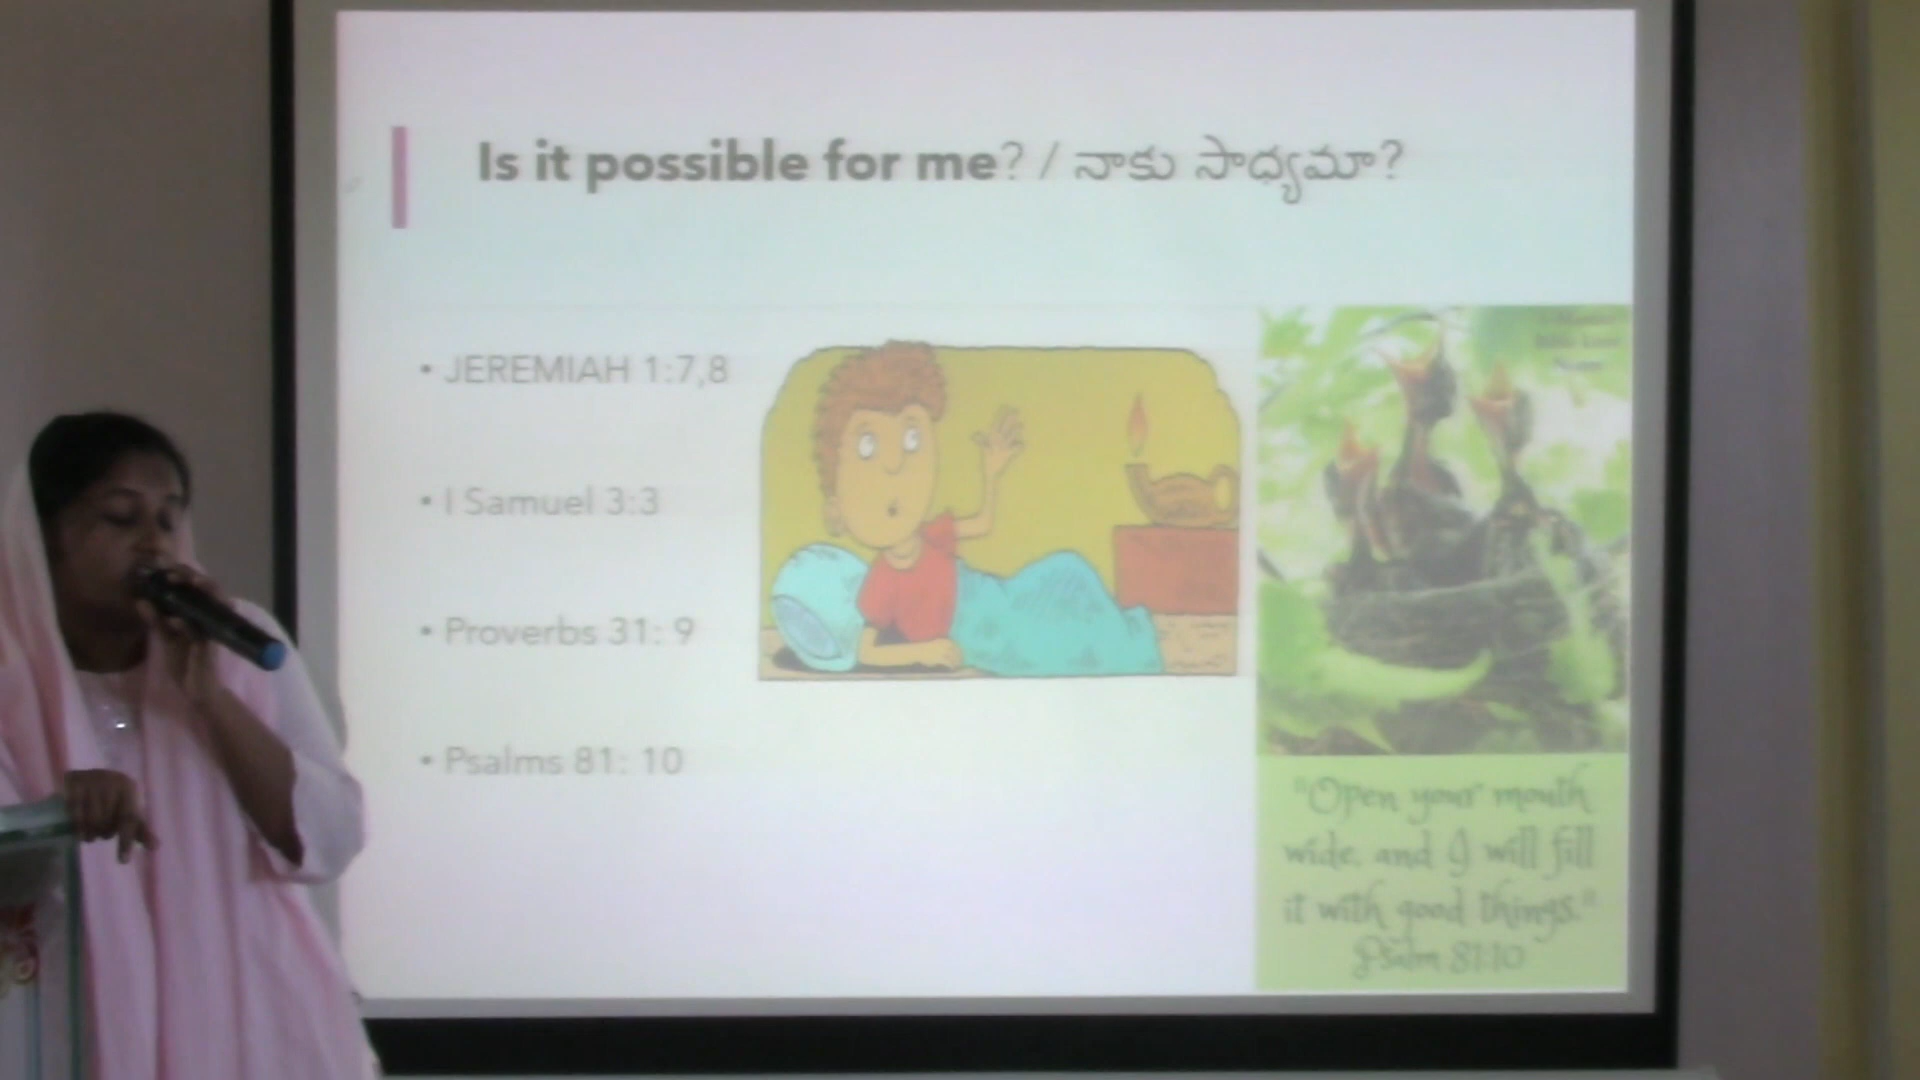 Is it possible for me? / నాకు సాధ్యమా?
• JEREMIAH 1:7,8
• I Samuel 3:3
• Proverbs 31: 9
• Psalms 81: 10
"Open your mouth
wide, and I will fill
it with good things."
Psalm 81:10